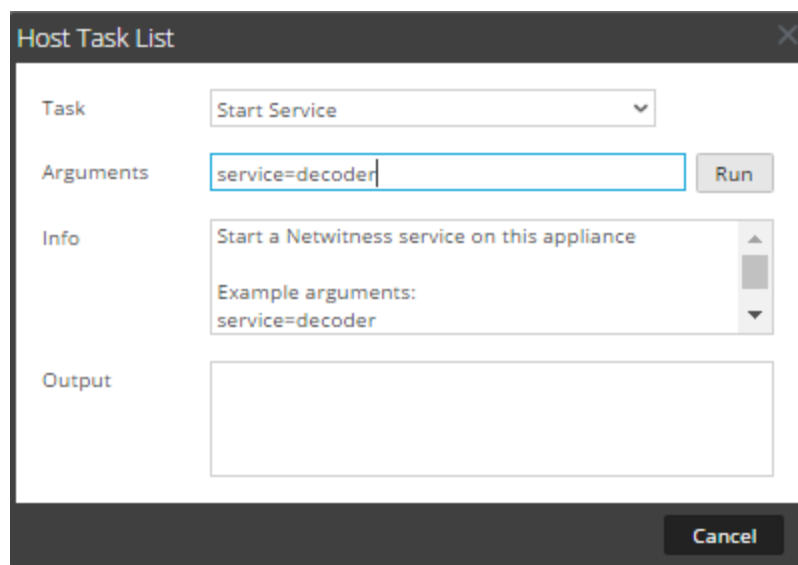 Host Task List
Task
Start Service
Arguments
service=decoder
Run
Info
Start a Netwitness service on this appliance
Example arguments:
service=decoder
Output
Cancel